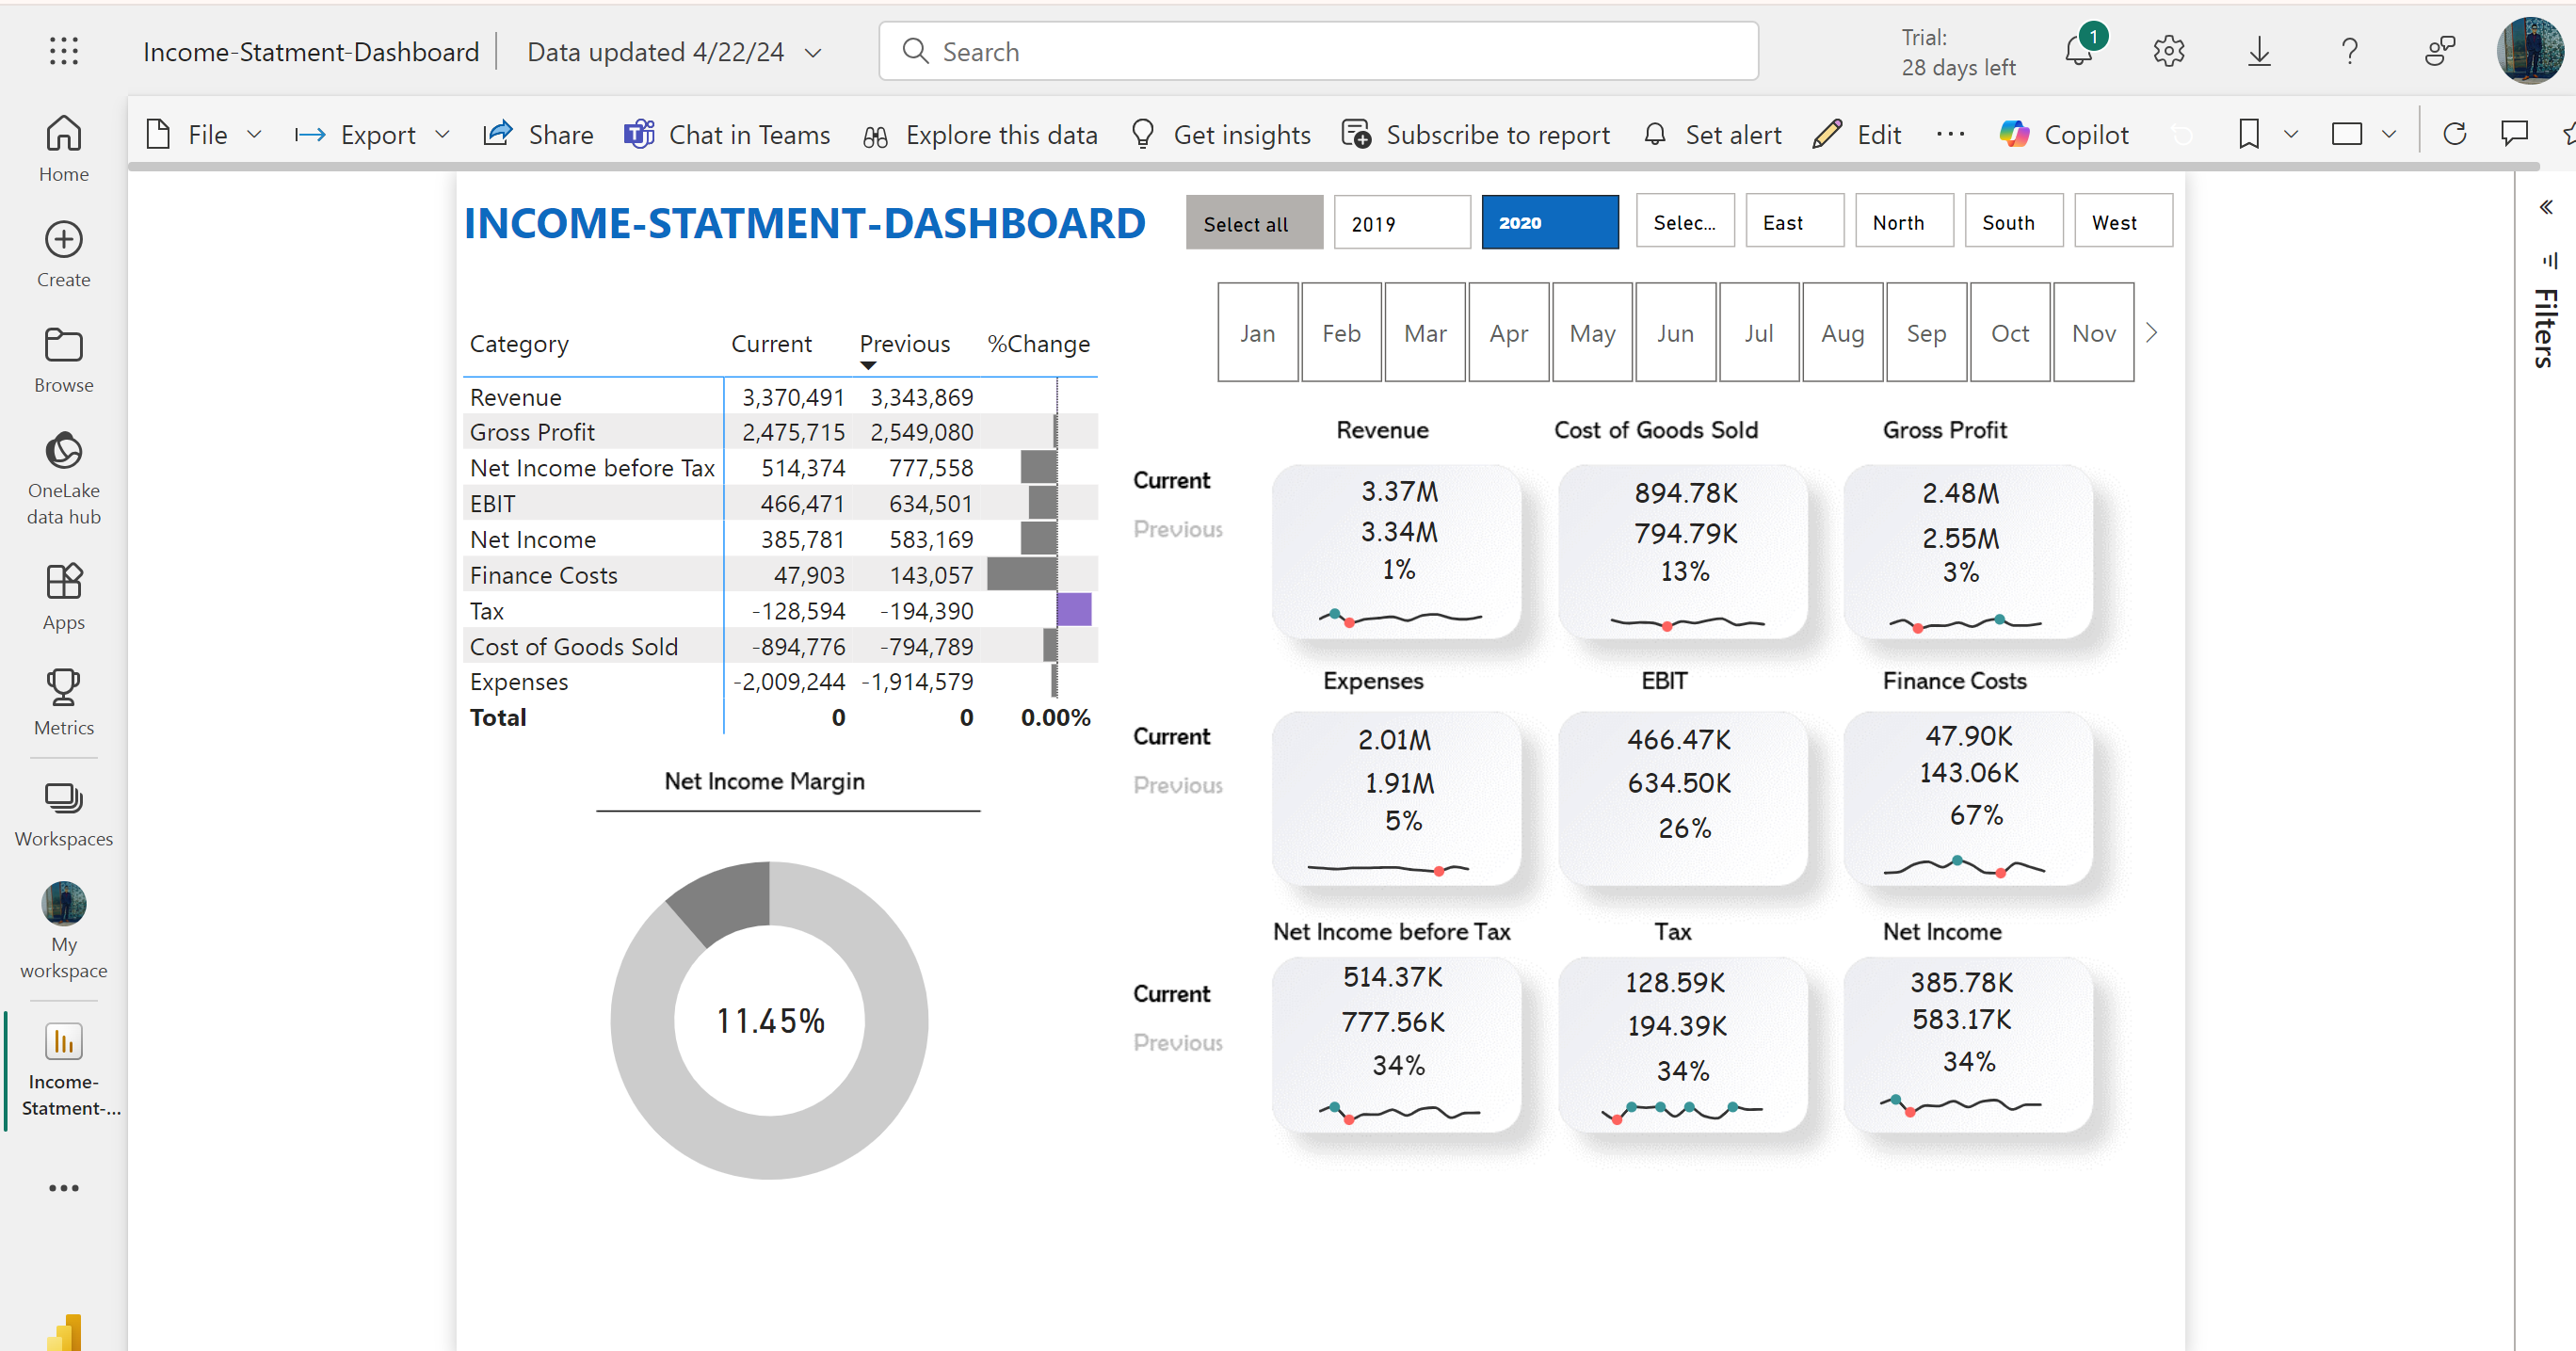 Income-Statment-Dashboard
Data updated 4/22/24
Search
Trial:
28 days left
1
File
Export
Share
Chat in Teams
Explore this data
Get insights
Subscribe to report
Set alert
Edit
Copilot
Home
Create
Browse
OneLake
data hub
Apps
Metrics
Workspaces
My
workspace
Income-
Statment-...
INCOME-STATMENT-DASHBOARD
Select all
2019
2020
Selec...
East
North
South
West
Jan Feb Mar Apr May Jun Jul Aug Sep Oct Nov
Filters
Category Current Previous %Change
Revenue 3,370,491 3,343,869
Gross Profit 2,475,715 2,549,080
Net Income before Tax 514,374 777,558
EBIT 466,471 634,501
Net Income 385,781 583,169
Finance Costs 47,903 143,057
Tax -128,594 -194,390
Cost of Goods Sold -894,776 -794,789
Expenses -2,009,244 -1,914,579
Total 0 0 0.00%
Net Income Margin
11.45%
Revenue Cost of Goods Sold Gross Profit
Current
Previous
3.37M
3.34M
1%
894.78K
794.79K
13%
2.48M
2.55M
3%
Expenses EBIT Finance Costs
Current
Previous
2.01M
1.91M
5%
466.47K
634.50K
26%
47.90K
143.06K
67%
Net Income before Tax Tax Net Income
Current
Previous
514.37K
777.56K
34%
128.59K
194.39K
34%
385.78K
583.17K
34%